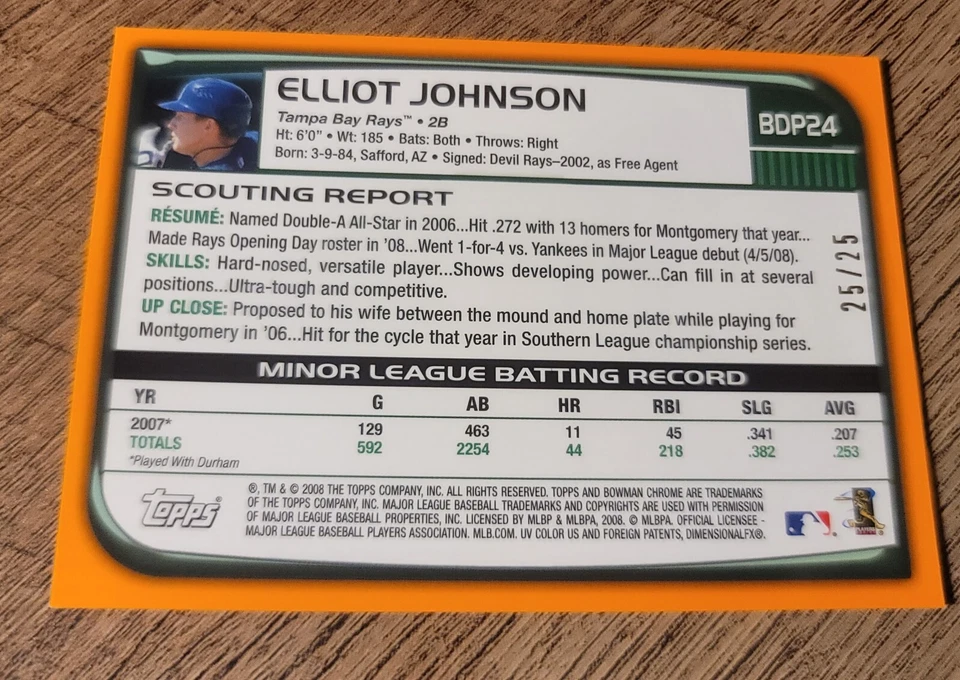 ELLIOT JOHNSON
Tampa Bay Rays™ • 2B
Ht: 6'0" • Wt: 185 • Bats: Both • Throws: Right
Born: 3-9-84, Safford, AZ • Signed: Devil Rays–2002, as Free Agent
BDP24
SCOUTING REPORT
RÉSUMÉ: Named Double-A All-Star in 2006...Hit .272 with 13 homers for Montgomery that year...
Made Rays Opening Day roster in '08...Went 1-for-4 vs. Yankees in Major League debut (4/5/08).
SKILLS: Hard-nosed, versatile player...Shows developing power...Can fill in at several
positions...Ultra-tough and competitive.
UP CLOSE: Proposed to his wife between the mound and home plate while playing for
Montgomery in '06...Hit for the cycle that year in Southern League championship series.
25/25
MINOR LEAGUE BATTING RECORD
YR G AB HR RBI SLG AVG
2007* 129 463 11 45 .341 .207
TOTALS 592 2254 44 218 .382 .253
*Played With Durham
Topps®
®, TM & © 2008 THE TOPPS COMPANY, INC. ALL RIGHTS RESERVED. TOPPS AND BOWMAN CHROME ARE TRADEMARKS
OF THE TOPPS COMPANY, INC. MAJOR LEAGUE BASEBALL TRADEMARKS AND COPYRIGHTS ARE USED WITH PERMISSION
OF MAJOR LEAGUE BASEBALL PROPERTIES, INC. LICENSED BY MLBP & MLBPA, 2008. © MLBPA. OFFICIAL LICENSEE -
MAJOR LEAGUE BASEBALL PLAYERS ASSOCIATION. MLB.COM. UV COLOR US AND FOREIGN PATENTS, DIMENSIONALFX®.